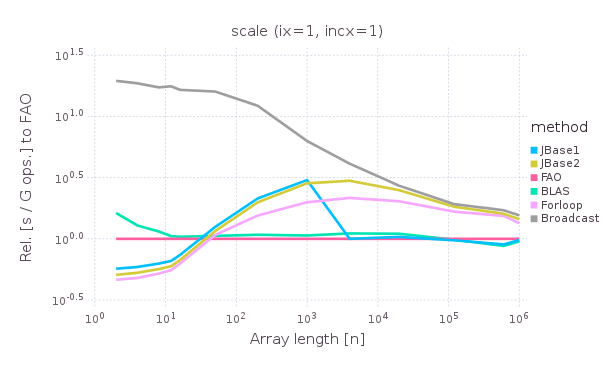 scale (ix=1, incx=1)
Rel. [s / G ops.] to FAO
10^1.5
10^1.0
10^0.5
10^0.0
10^-0.5
10^0 10^1 10^2 10^3 10^4 10^5 10^6
Array length [n]
method
JBase1
JBase2
FAO
BLAS
Forloop
Broadcast